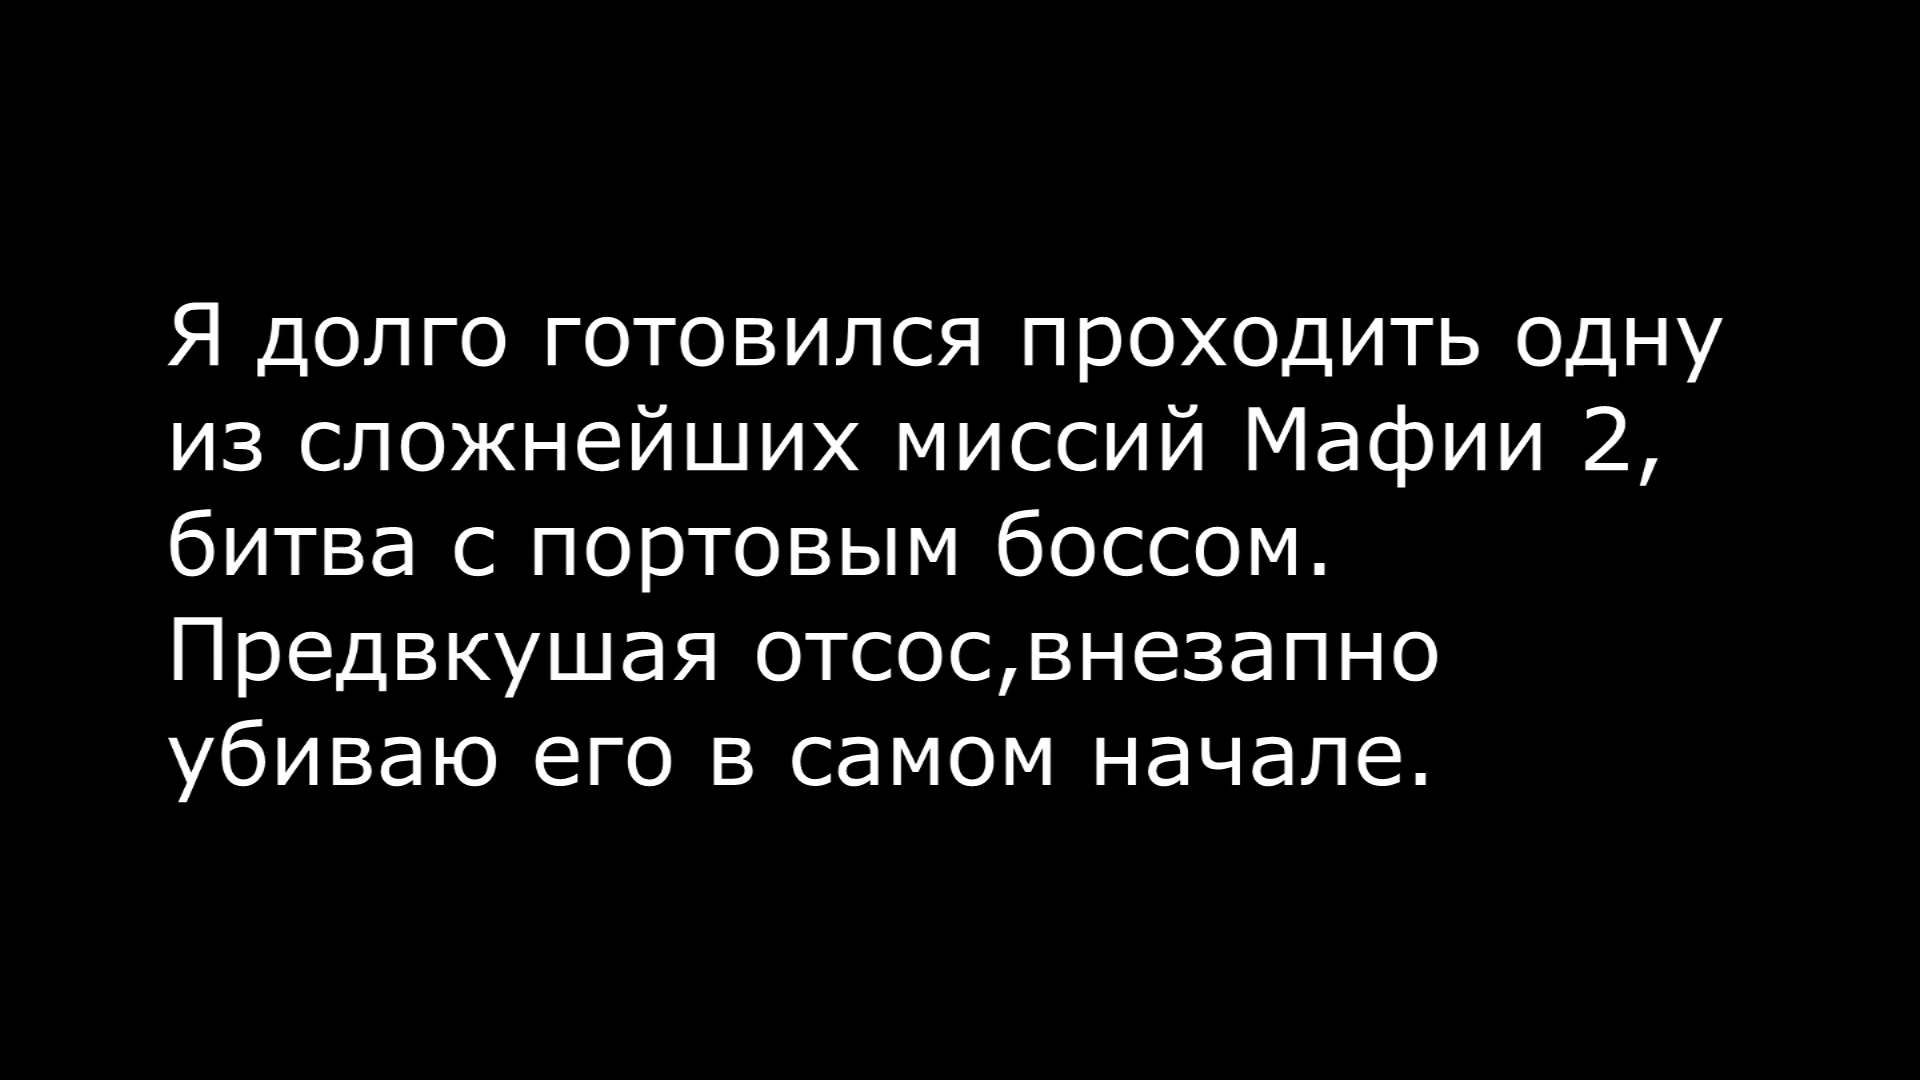 Я долго готовился проходить одну
из сложнейших миссий Мафии 2,
битва с портовым боссом.
Предвкушая отсос,внезапно
убиваю его в самом начале.